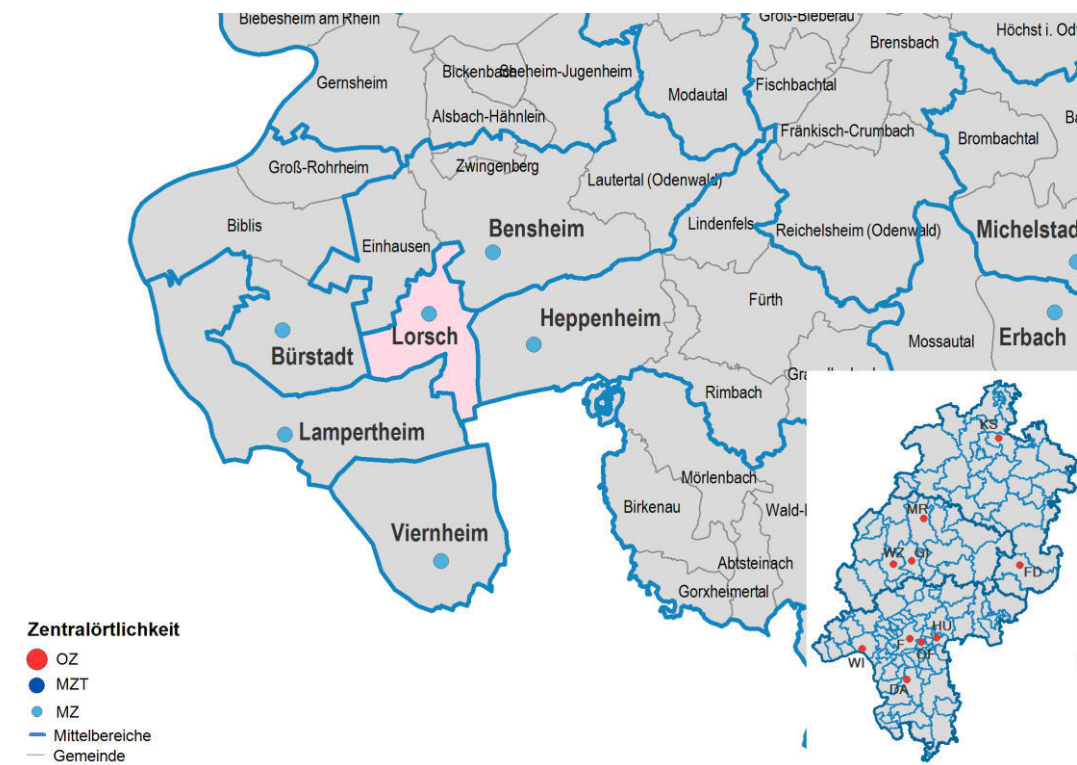 Biebesheim am Rhein
Groß-Bieberau
Höchst i. Od
Brensbach
Gernsheim
Bickenbach
Seeheim-Jugenheim
Modautal
Fischbachtal
Alsbach-Hähnlein
Fränkisch-Crumbach
Brombachtal
Ba
Groß-Rohrheim
Zwingenberg
Lautertal (Odenwald)
Biblis
Einhausen
Bensheim
Lindenfels
Reichelsheim (Odenwald)
Michelstad
Fürth
Lorsch
Heppenheim
Bürstadt
Mossautal
Erbach
Rimbach
Lampertheim
Mörlenbach
Birkenau
Viernheim
Abtsteinach
Gorxheimertal
KS
MR
WZ
GI
FD
HU
F
OF
WI
DA
Zentralörtlichkeit
OZ
MZT
MZ
Mittelbereiche
Gemeinde